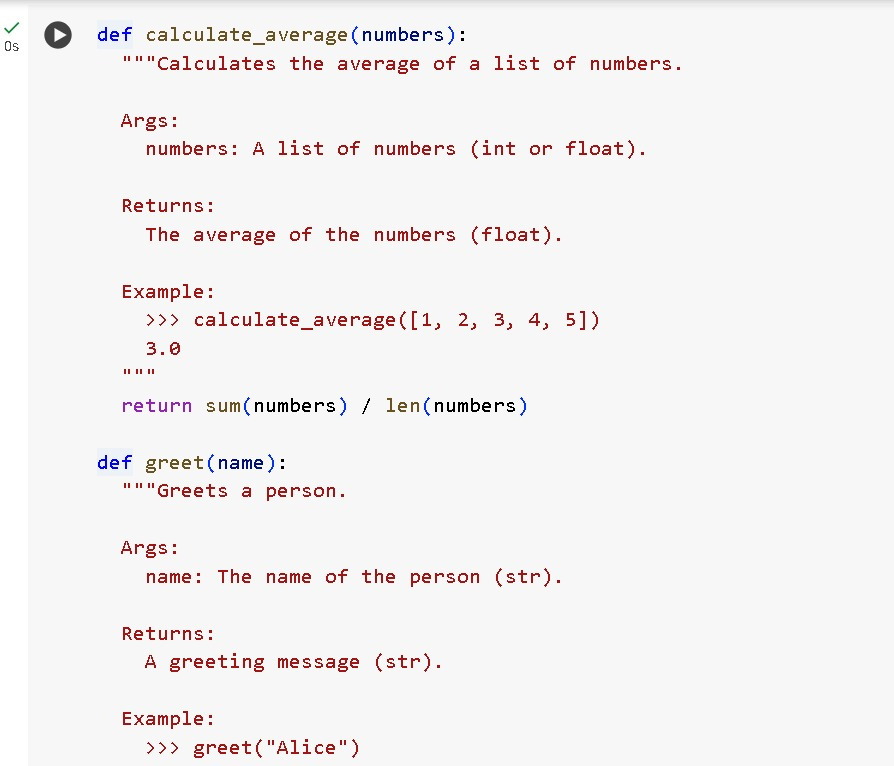 def calculate_average(numbers):
"""Calculates the average of a list of numbers.
Args:
numbers: A list of numbers (int or float).
Returns:
The average of the numbers (float).
Example:
>>> calculate_average([1, 2, 3, 4, 5])
3.0
"""
return sum(numbers) / len(numbers)
def greet(name):
"""Greets a person.
Args:
name: The name of the person (str).
Returns:
A greeting message (str).
Example:
>>> greet("Alice")
0s